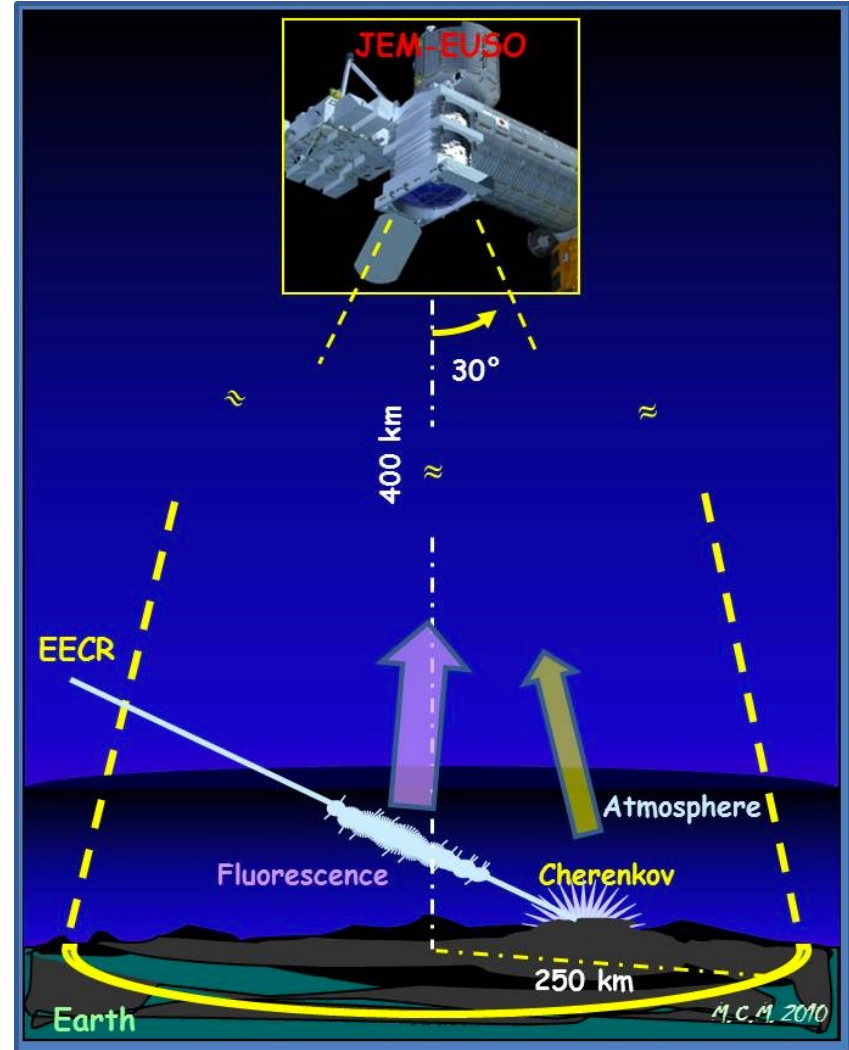 JEM-EUSO
30°
400 km
EECR
Atmosphere
Fluorescence
Cherenkov
250 km
Earth
M.C.M. 2010